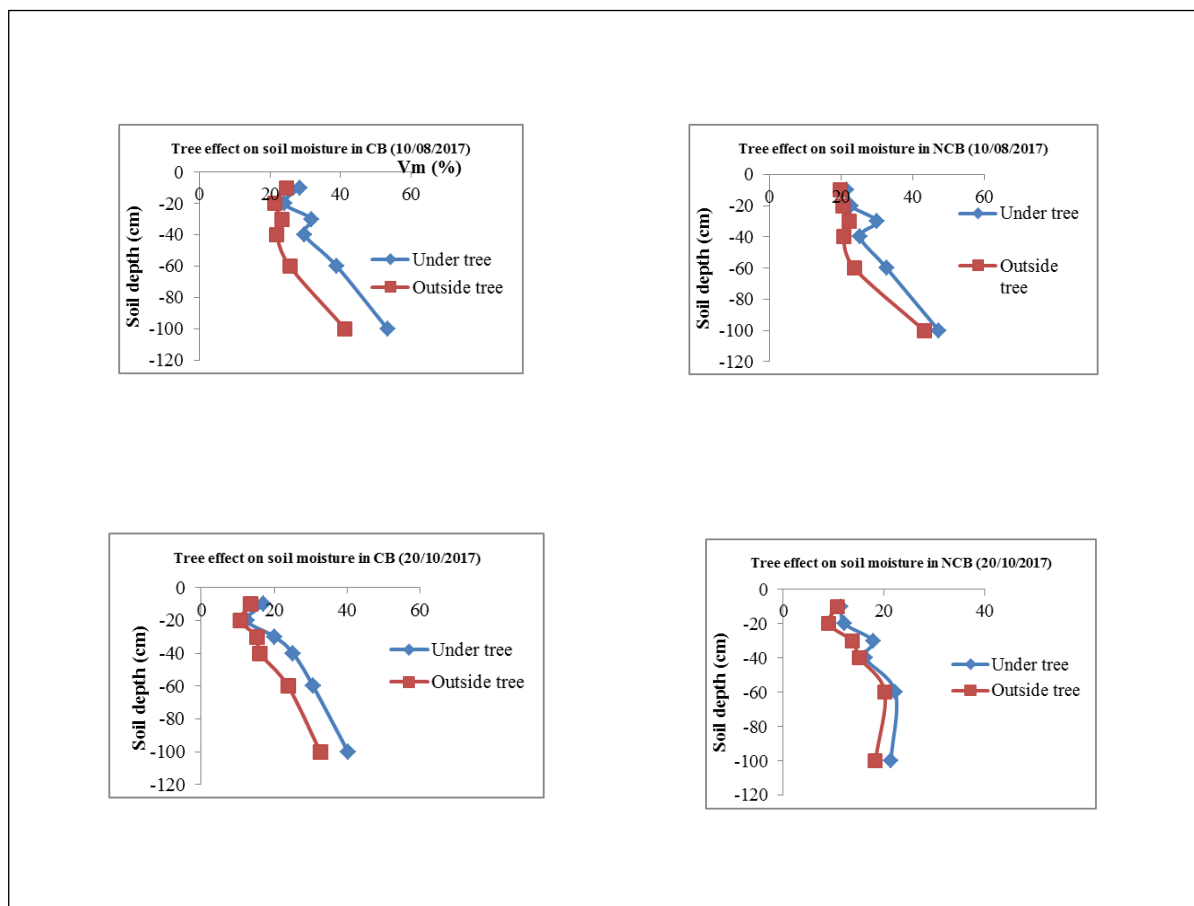 Tree effect on soil moisture in CB (10/08/2017)
Vm (%)
0 20 40 60
0
-20
-40
-60
-80
-100
-120
Soil depth (cm)
Under tree
Outside tree
Tree effect on soil moisture in NCB (10/08/2017)
0 20 40 60
0
-20
-40
-60
-80
-100
-120
Soil depth (cm)
Under tree
Outside
tree
Tree effect on soil moisture in CB (20/10/2017)
0 20 40 60
0
-20
-40
-60
-80
-100
-120
Soil depth (cm)
Under tree
Outside tree
Tree effect on soil moisture in NCB (20/10/2017)
0 20 40
0
-20
-40
-60
-80
-100
-120
Soil depth (cm)
Under tree
Outside tree